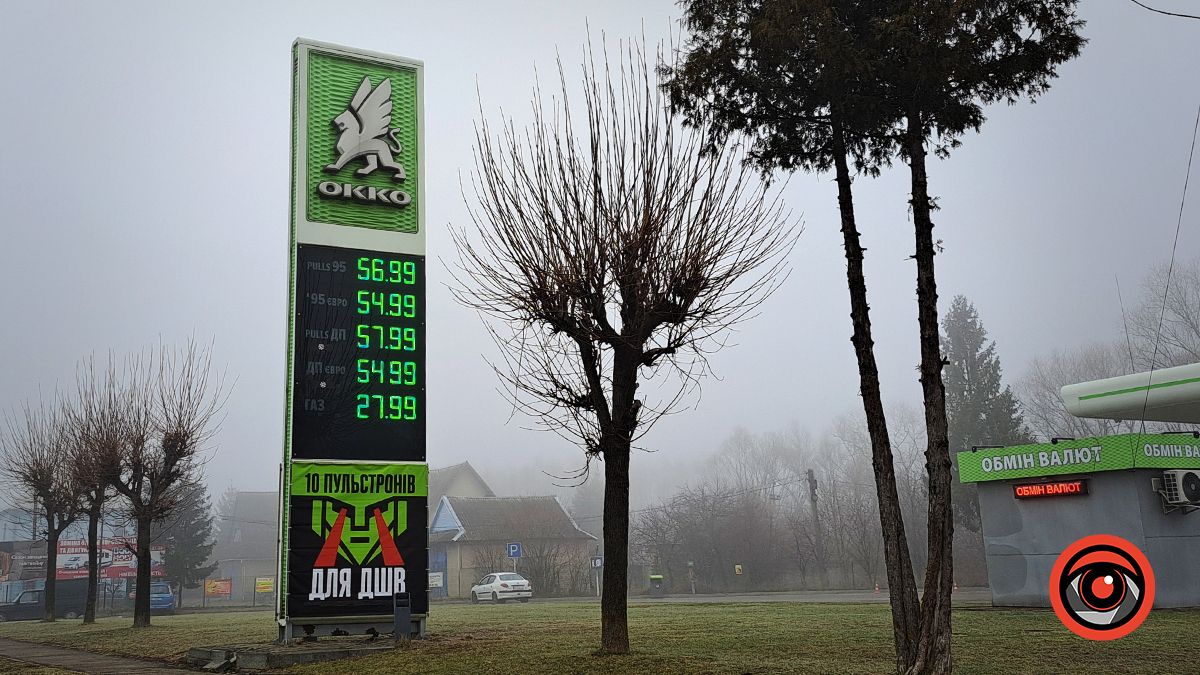 OKKO
PULLS 95 56.99
'95 ЄВРО 54.99
PULLS ДП 57.99
ДП ЄВРО 54.99
ГАЗ 27.99
10 ПУЛЬСТРОНІВ
ДЛЯ ДШВ
P
ОБМІН ВАЛЮТ
ОБМІН ВАЛЮТ
ОБМІН ВАЛЮТ